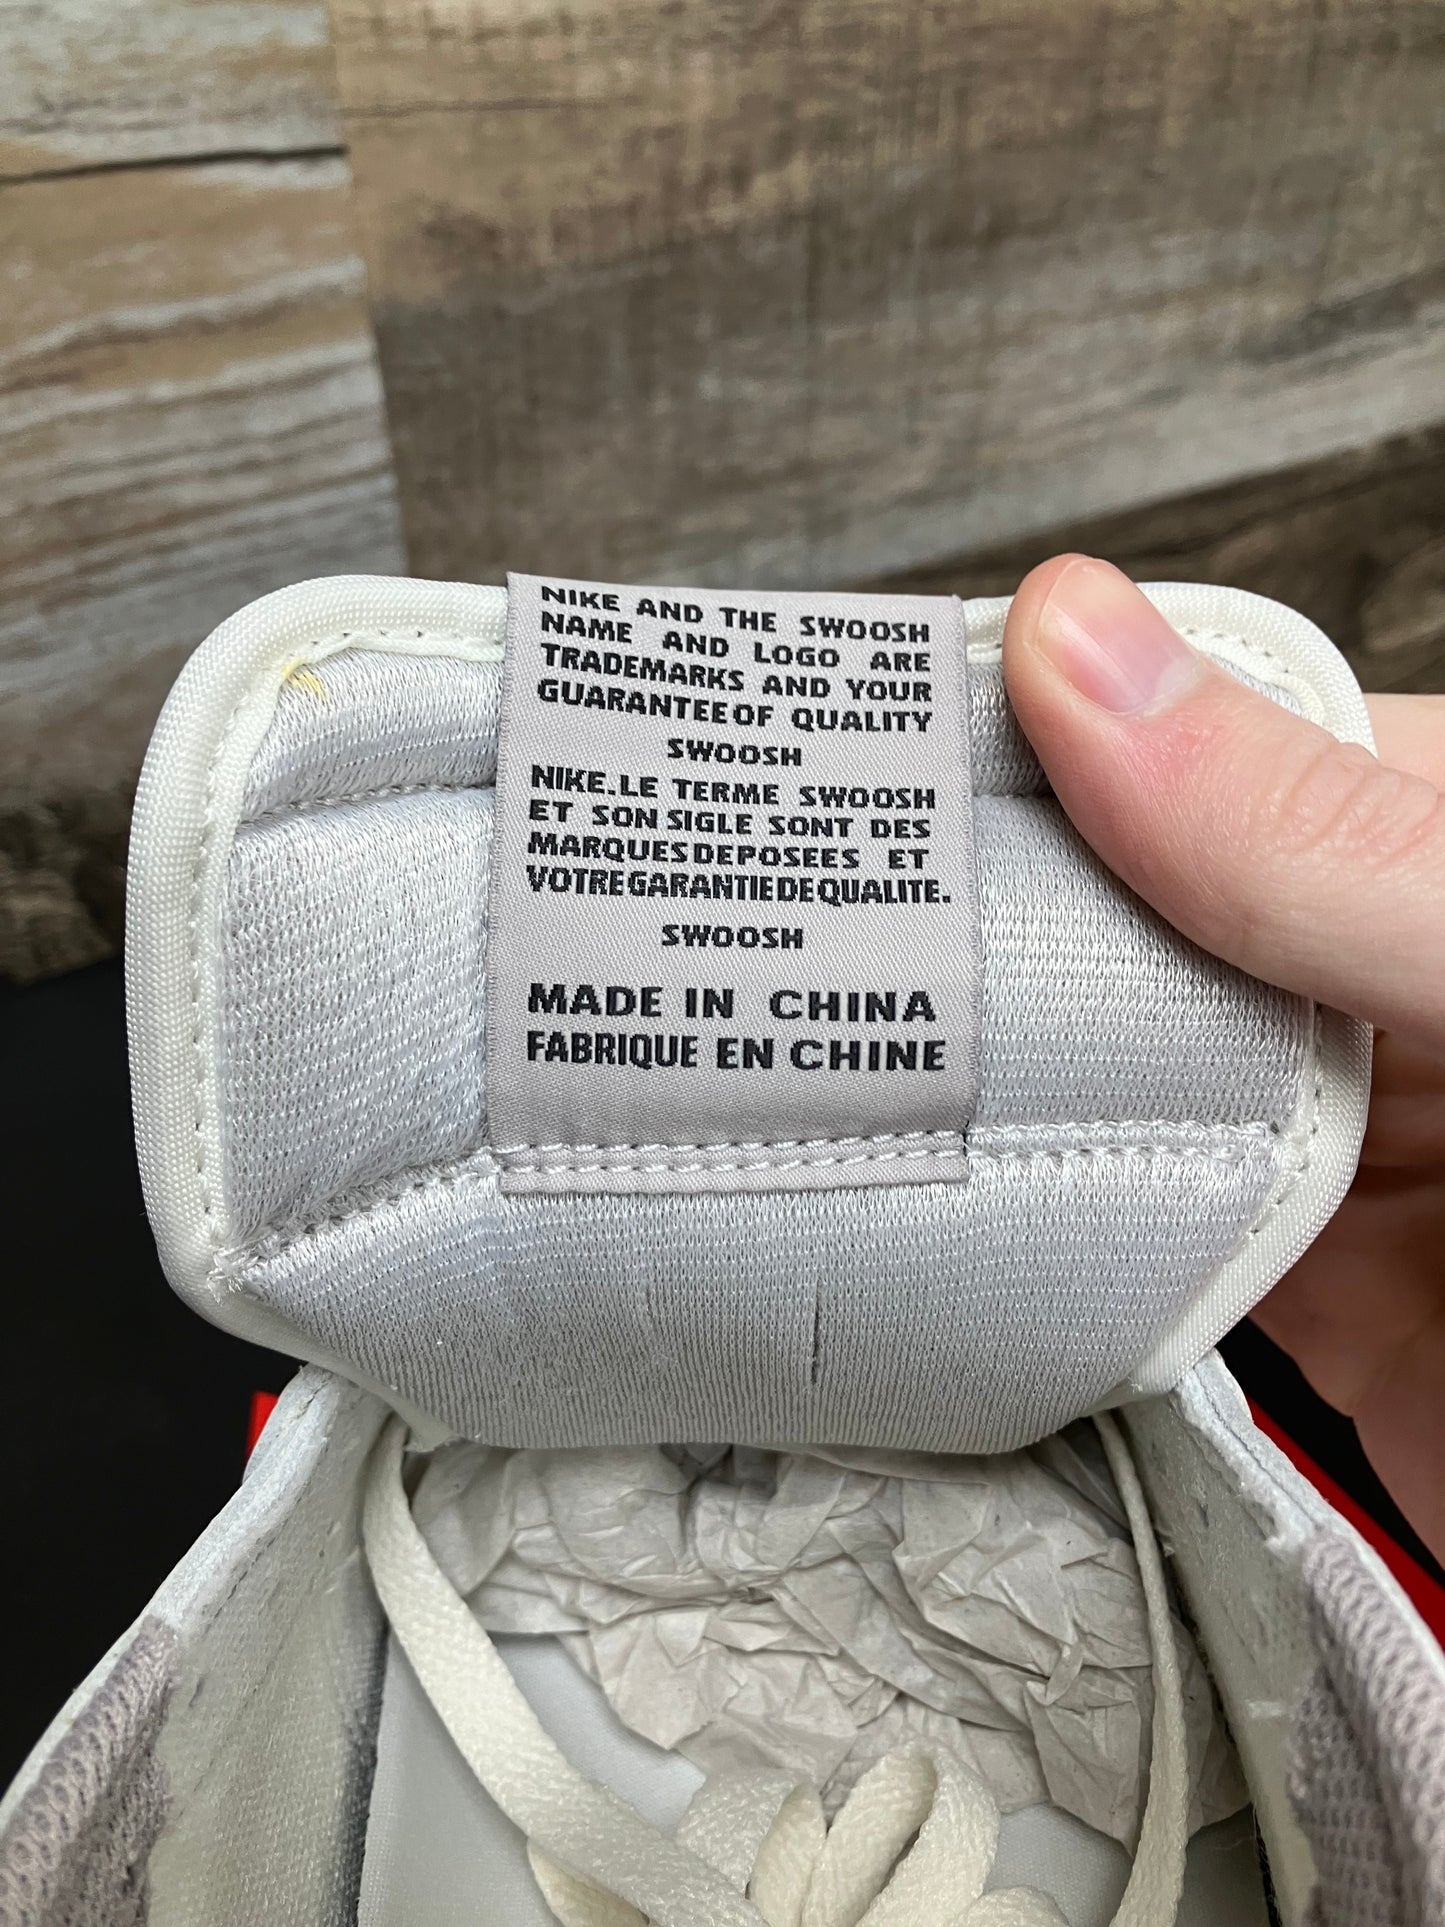 NIKE AND THE SWOOSH
NAME AND LOGO ARE
TRADEMARKS AND YOUR
GUARANTEE OF QUALITY
SWOOSH
NIKE.LE TERME SWOOSH
ET SON SIGLE SONT DES
MARQUES DEPOSEES ET
VOTRE GARANTIE DE QUALITE.
SWOOSH
MADE IN CHINA
FABRIQUE EN CHINE